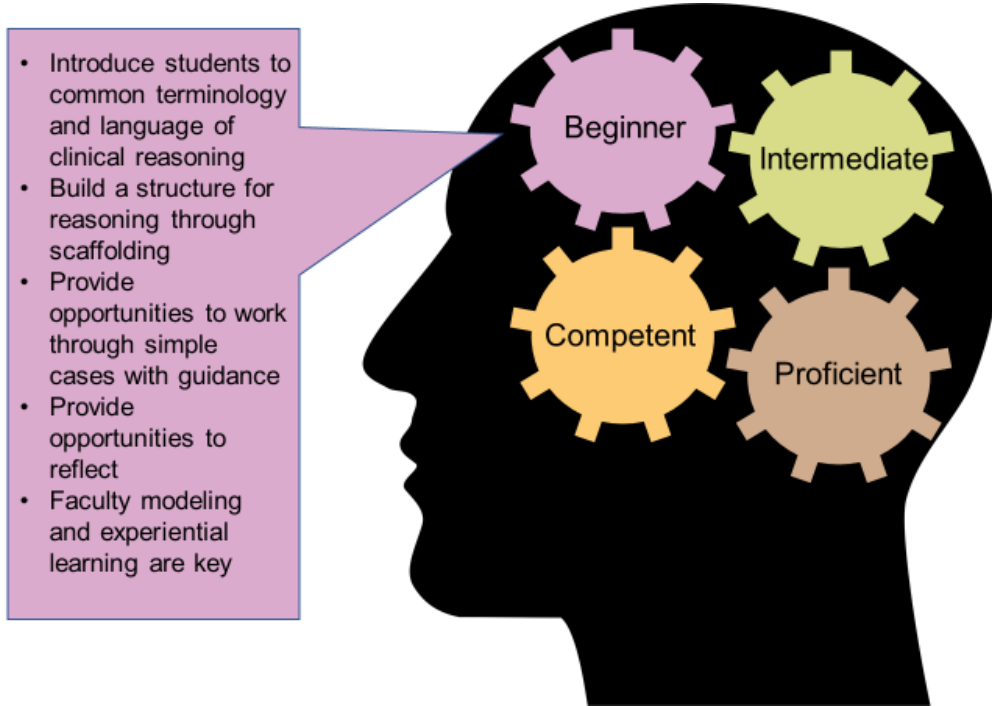 • Introduce students to
common terminology
and language of
clinical reasoning
• Build a structure for
reasoning through
scaffolding
• Provide
opportunities to work
through simple
cases with guidance
• Provide
opportunities to
reflect
• Faculty modeling
and experiential
learning are key
Beginner
Intermediate
Competent
Proficient